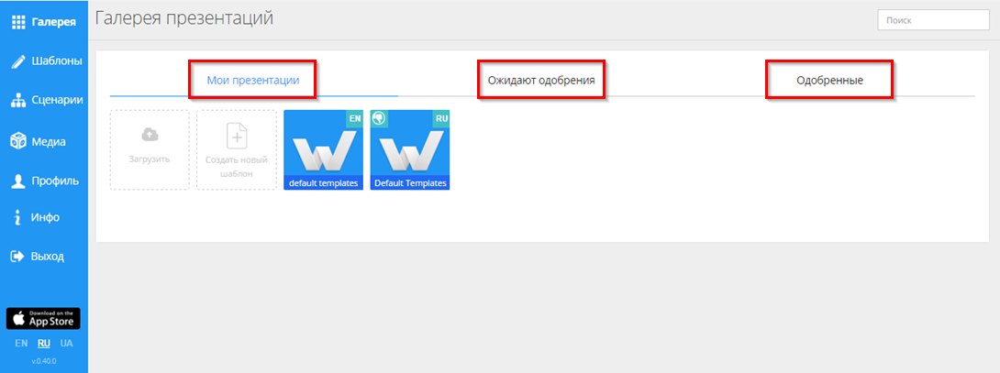 Галерея
Галерея презентаций
Поиск
Шаблоны
Сценарии
Медиа
Профиль
Инфо
Выход
Download on the
App Store
EN RU UA
v.0.40.0
Мои презентации
Ожидают одобрения
Одобренные
Загрузить
Создать новый
шаблон
EN
default templates
RU
Default Templates